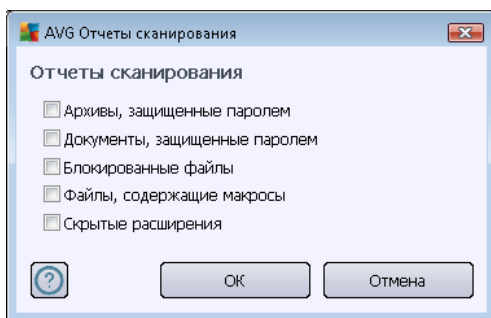 AVG Отчеты сканирования
Отчеты сканирования
Архивы, защищенные паролем
Документы, защищенные паролем
Блокированные файлы
Файлы, содержащие макросы
Скрытые расширения
?
ОК
Отмена